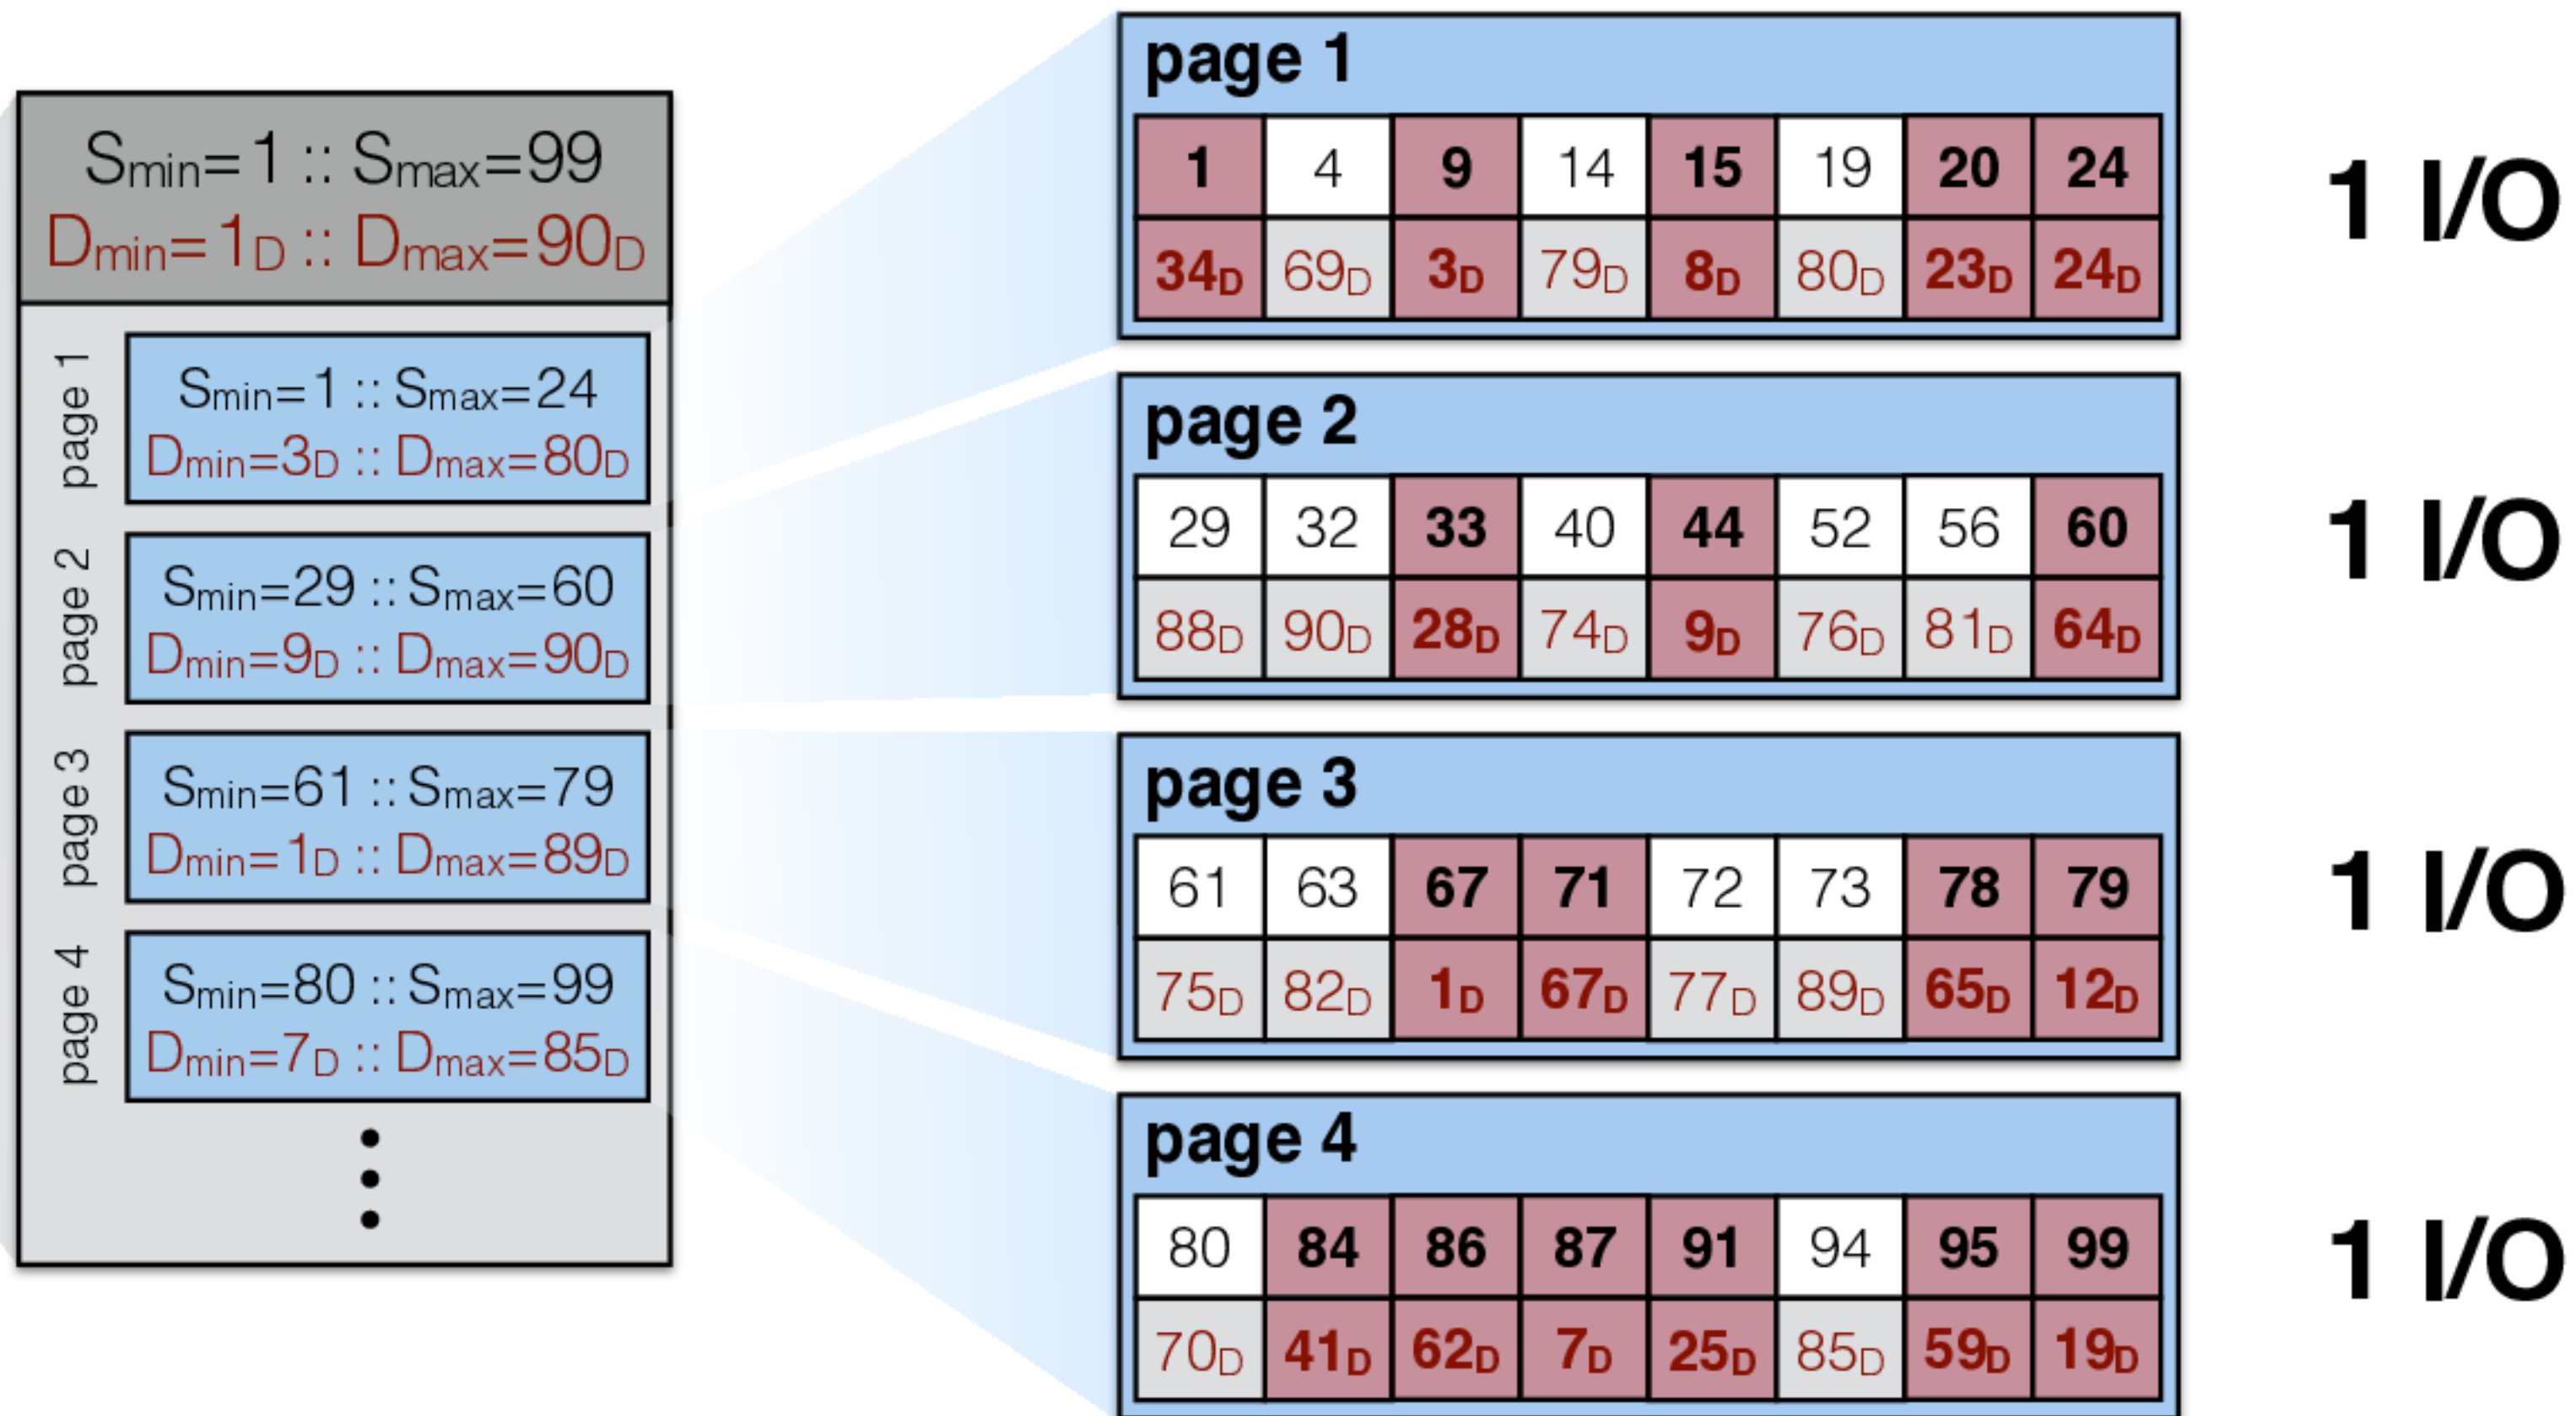 Smin=1 :: Smax=99
Dmin=1D :: Dmax=90D
page 1
Smin=1 :: Smax=24
Dmin=3D :: Dmax=80D
page 2
Smin=29 :: Smax=60
Dmin=9D :: Dmax=90D
page 3
Smin=61 :: Smax=79
Dmin=1D :: Dmax=89D
page 4
Smin=80 :: Smax=99
Dmin=7D :: Dmax=85D
page 1
1 4 9 14 15 19 20 24
34D 69D 3D 79D 8D 80D 23D 24D
1 I/O
page 2
29 32 33 40 44 52 56 60
88D 90D 28D 74D 9D 76D 81D 64D
1 I/O
page 3
61 63 67 71 72 73 78 79
75D 82D 1D 67D 77D 89D 65D 12D
1 I/O
page 4
80 84 86 87 91 94 95 99
70D 41D 62D 7D 25D 85D 59D 19D
1 I/O